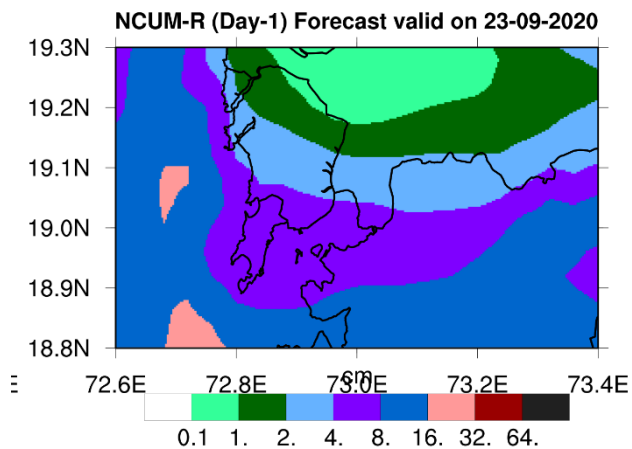 NCUM-R (Day-1) Forecast valid on 23-09-2020
19.3N
19.2N
19.1N
19.0N
18.9N
18.8N
72.6E 72.8E 73.0E 73.2E 73.4E
cm
E
0.1 1. 2. 4. 8. 16. 32. 64.